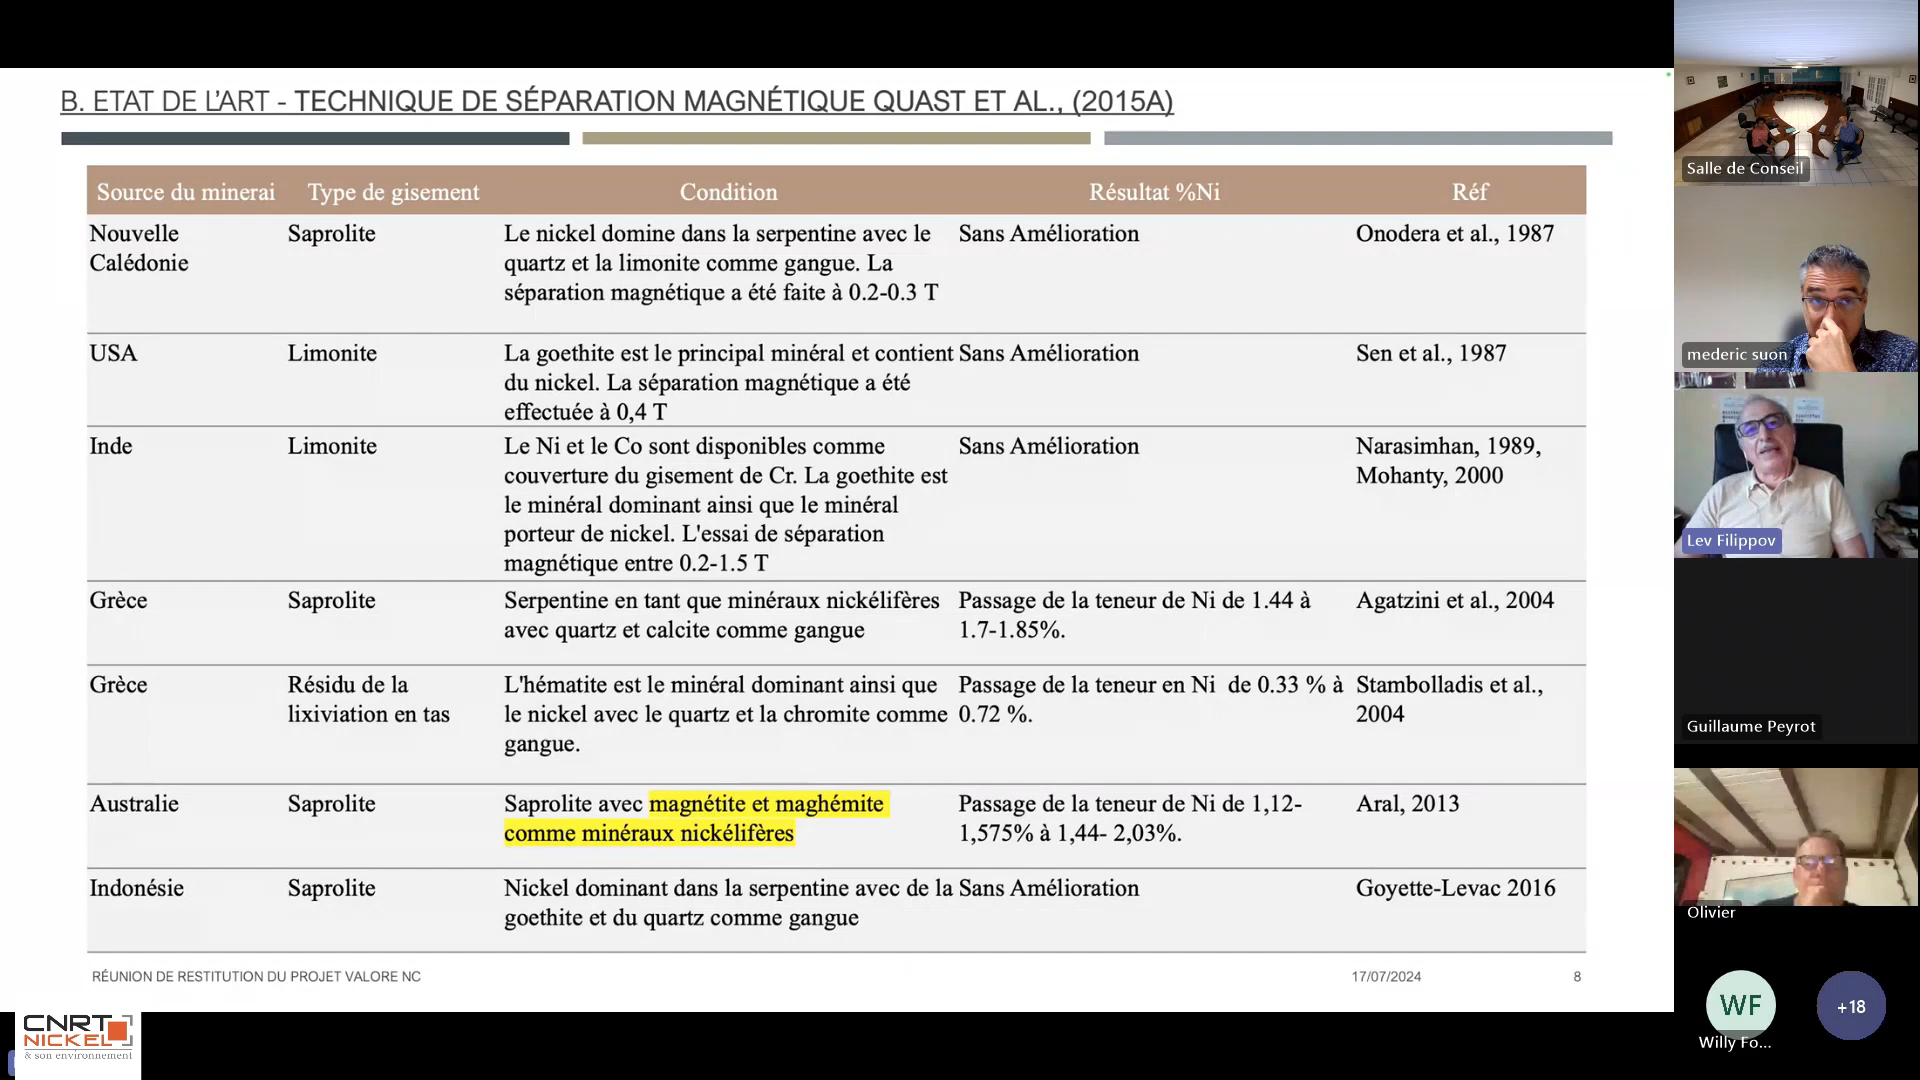 B. ETAT DE L'ART - TECHNIQUE DE SÉPARATION MAGNÉTIQUE QUAST ET AL., (2015A)
Source du minerai Type de gisement Condition Résultat %Ni Réf
Nouvelle
Calédonie
Saprolite
Le nickel domine dans la serpentine avec le
quartz et la limonite comme gangue. La
séparation magnétique a été faite à 0.2-0.3 T
Sans Amélioration
Onodera et al., 1987
USA
Limonite
La goethite est le principal minéral et contient
du nickel. La séparation magnétique a été
effectuée à 0,4 T
Sans Amélioration
Sen et al., 1987
Inde
Limonite
Le Ni et le Co sont disponibles comme
couverture du gisement de Cr. La goethite est
le minéral dominant ainsi que le minéral
porteur de nickel. L'essai de séparation
magnétique entre 0.2-1.5 T
Sans Amélioration
Narasimhan, 1989,
Mohanty, 2000
Grèce
Saprolite
Serpentine en tant que minéraux nickélifères
avec quartz et calcite comme gangue
Passage de la teneur de Ni de 1.44 à
1.7-1.85%.
Agatzini et al., 2004
Grèce
Résidu de la
lixiviation en tas
L'hématite est le minéral dominant ainsi que
le nickel avec le quartz et la chromite comme
gangue.
Passage de la teneur en Ni de 0.33 % à
0.72 %.
Stambolladis et al.,
2004
Australie
Saprolite
Saprolite avec magnétite et maghémite
comme minéraux nickélifères
Passage de la teneur de Ni de 1,12-
1,575% à 1,44- 2,03%.
Aral, 2013
Indonésie
Saprolite
Nickel dominant dans la serpentine avec de la
goethite et du quartz comme gangue
Sans Amélioration
Goyette-Levac 2016
RÉUNION DE RESTITUTION DU PROJET VALORE NC
17/07/2024
8
CNRT
NICKEL
& son environnement
Salle de Conseil
mederic suon
Lev Filippov
Guillaume Peyrot
Olivier
WF
Willy Fo...
+18